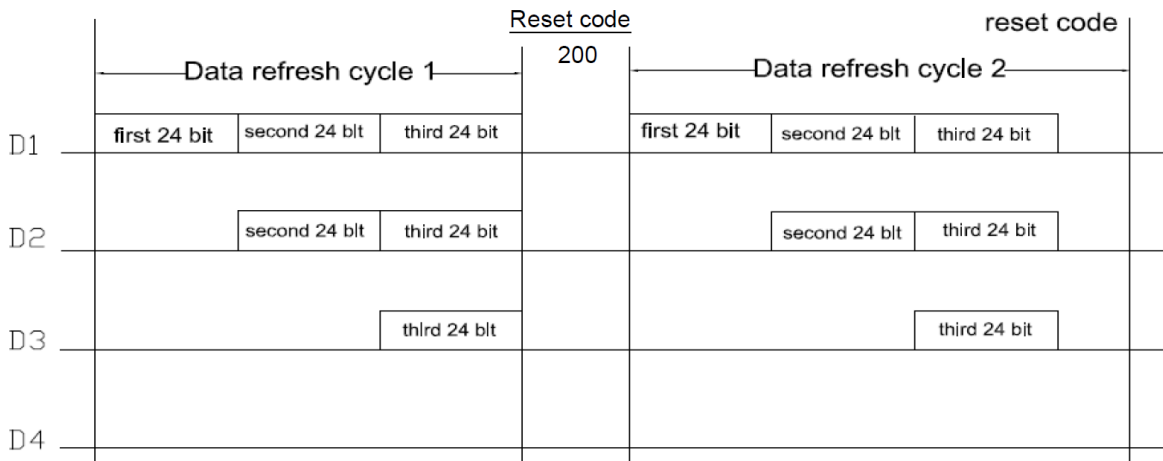 Reset code
reset code
200
Data refresh cycle 1
Data refresh cycle 2
D1 first 24 bit second 24 blt third 24 bit first 24 bit second 24 blt third 24 bit
D2 second 24 blt third 24 bit second 24 blt third 24 bit
D3 thlrd 24 blt third 24 bit
D4